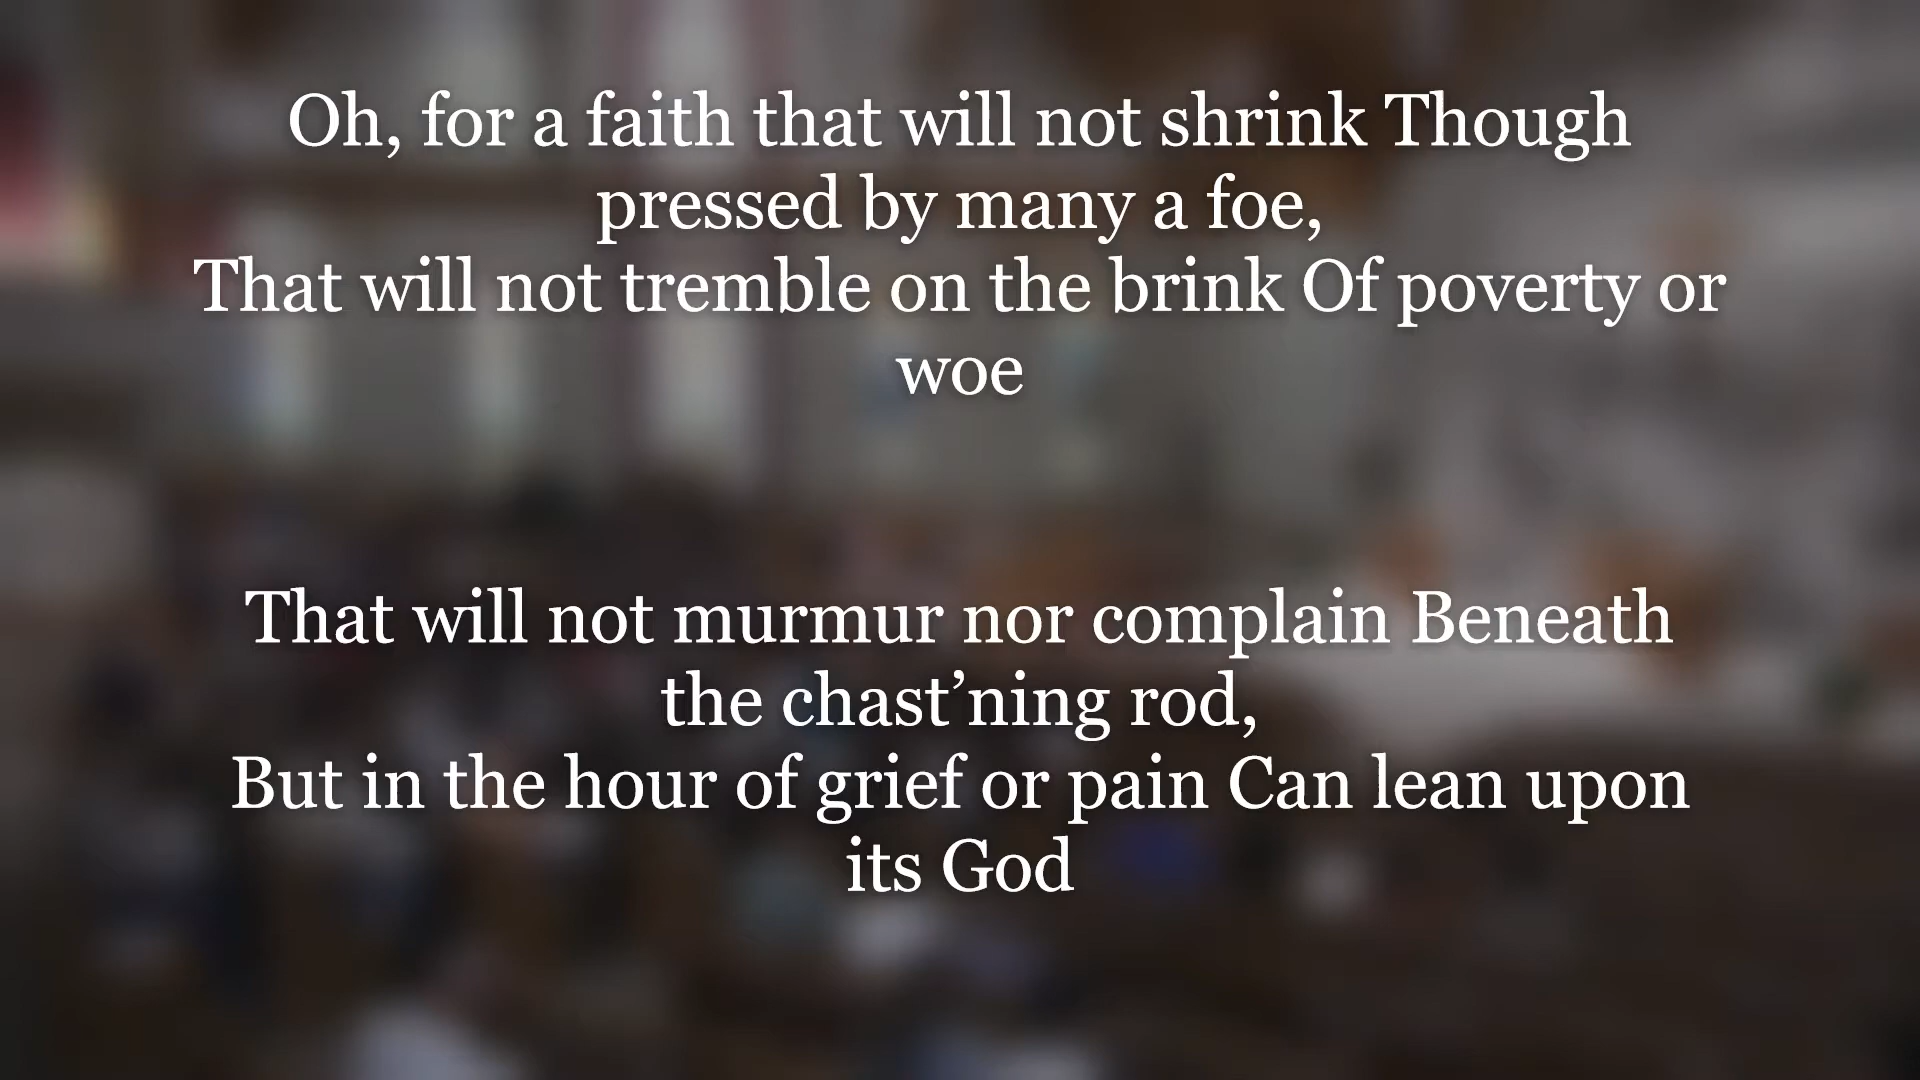 Oh, for a faith that will not shrink Though
pressed by many a foe,
That will not tremble on the brink Of poverty or
woe
That will not murmur nor complain Beneath
the chast’ning rod,
But in the hour of grief or pain Can lean upon
its God